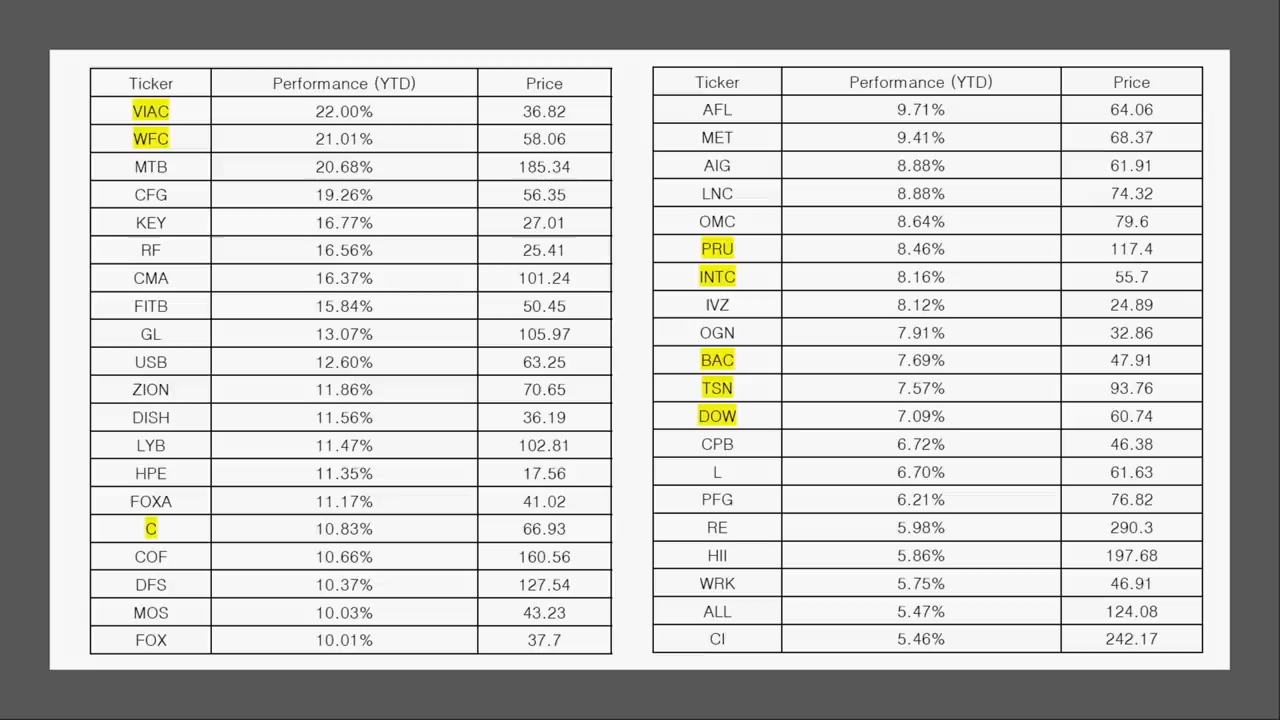 Ticker Performance (YTD) Price
VIAC 22.00% 36.82
WFC 21.01% 58.06
MTB 20.68% 185.34
CFG 19.26% 56.35
KEY 16.77% 27.01
RF 16.56% 25.41
CMA 16.37% 101.24
FITB 15.84% 50.45
GL 13.07% 105.97
USB 12.60% 63.25
ZION 11.86% 70.65
DISH 11.56% 36.19
LYB 11.47% 102.81
HPE 11.35% 17.56
FOXA 11.17% 41.02
C 10.83% 66.93
COF 10.66% 160.56
DFS 10.37% 127.54
MOS 10.03% 43.23
FOX 10.01% 37.7
Ticker Performance (YTD) Price
AFL 9.71% 64.06
MET 9.41% 68.37
AIG 8.88% 61.91
LNC 8.88% 74.32
OMC 8.64% 79.6
PRU 8.46% 117.4
INTC 8.16% 55.7
IVZ 8.12% 24.89
OGN 7.91% 32.86
BAC 7.69% 47.91
TSN 7.57% 93.76
DOW 7.09% 60.74
CPB 6.72% 46.38
L 6.70% 61.63
PFG 6.21% 76.82
RE 5.98% 290.3
HII 5.86% 197.68
WRK 5.75% 46.91
ALL 5.47% 124.08
CI 5.46% 242.17